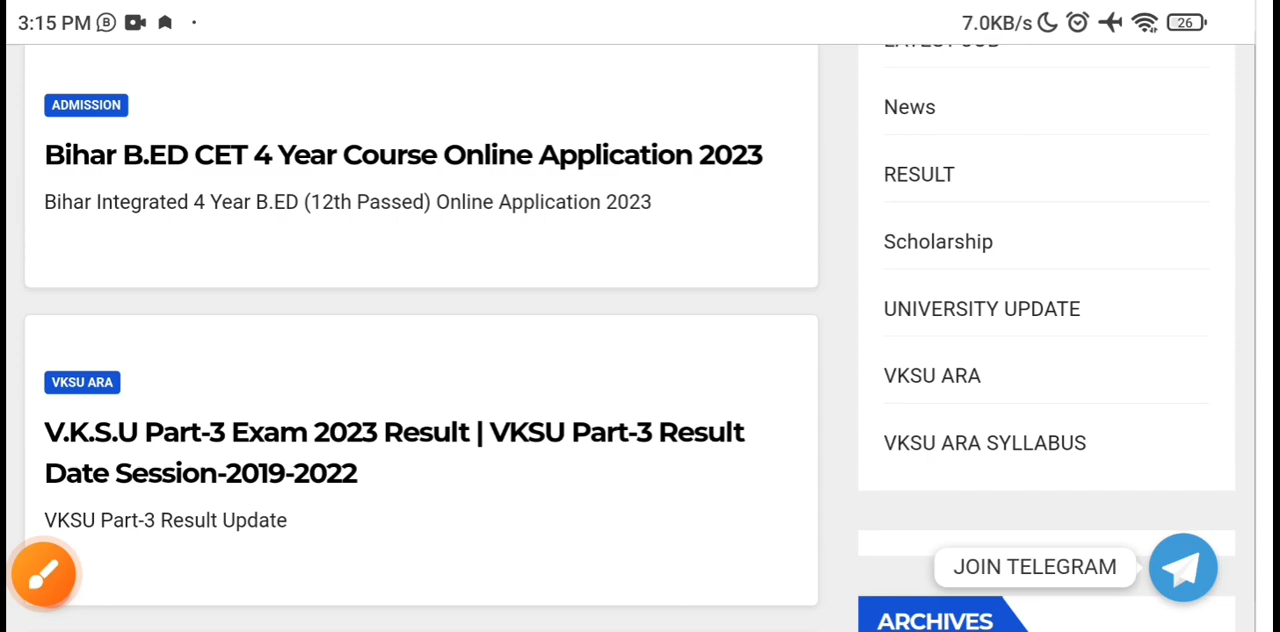 3:15 PM
7.0KB/s
26
ADMISSION
Bihar B.ED CET 4 Year Course Online Application 2023
Bihar Integrated 4 Year B.ED (12th Passed) Online Application 2023
VKSU ARA
V.K.S.U Part-3 Exam 2023 Result | VKSU Part-3 Result
Date Session-2019-2022
VKSU Part-3 Result Update
LATEST JOB
News
RESULT
Scholarship
UNIVERSITY UPDATE
VKSU ARA
VKSU ARA SYLLABUS
JOIN TELEGRAM
ARCHIVES